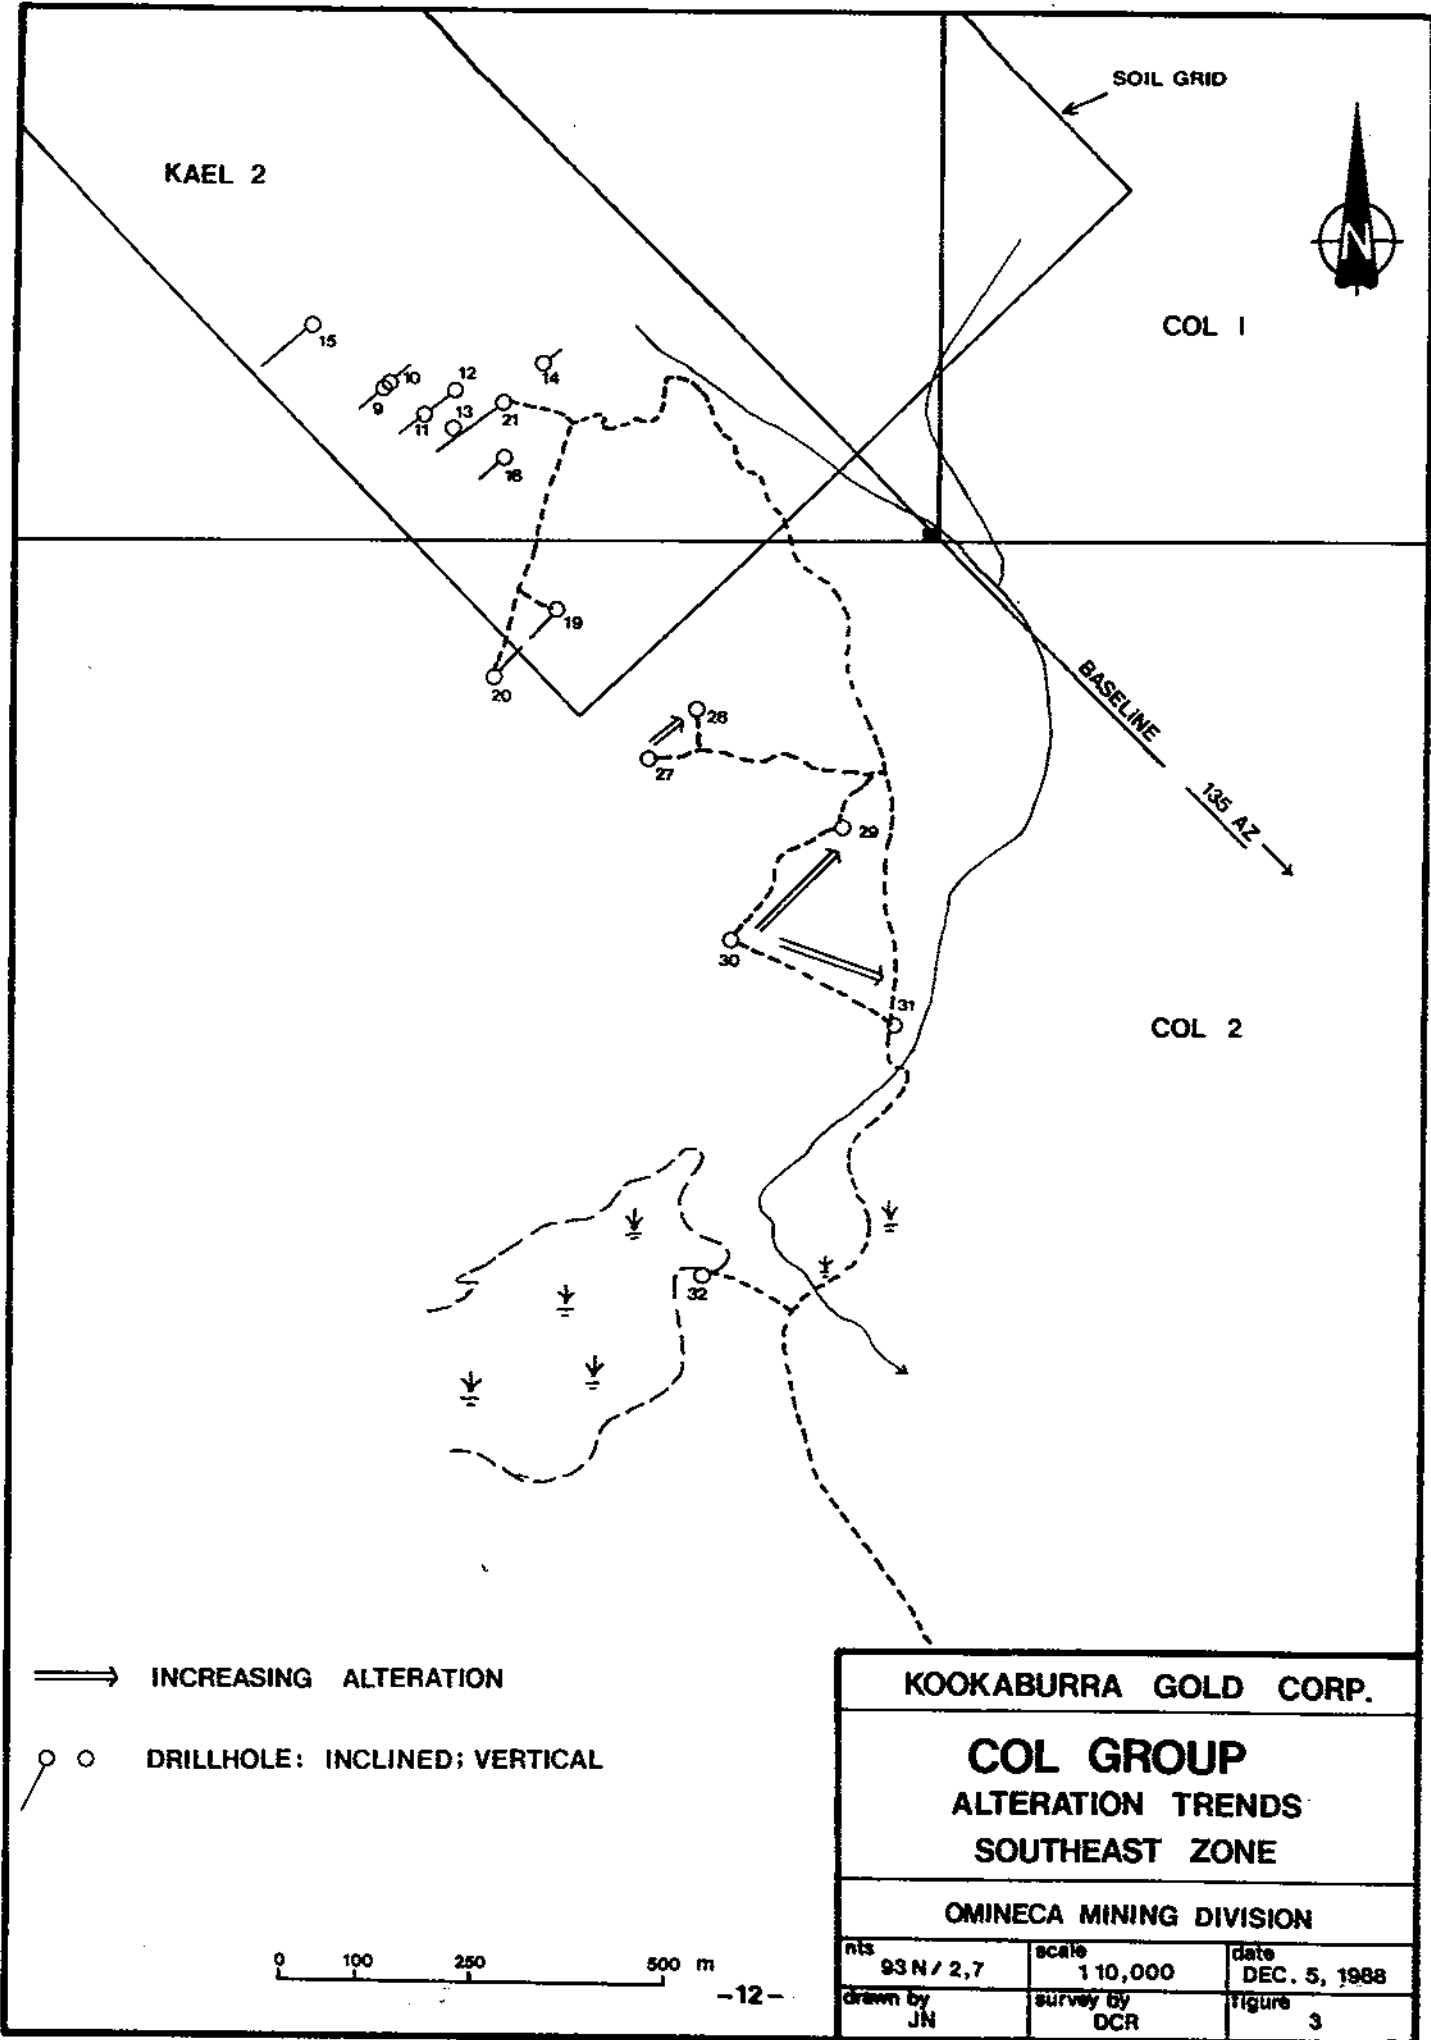 SOIL GRID
KAEL 2
N
COL 1
15
10
9
12
11
13
14
21
16
19
20
BASELINE
28
27
135 AZ
29
30
31
COL 2
32
INCREASING ALTERATION
DRILLHOLE: INCLINED; VERTICAL
0 100 250 500 m
-12-
KOOKABURRA GOLD CORP.
COL GROUP
ALTERATION TRENDS
SOUTHEAST ZONE
OMINECA MINING DIVISION
nts
93 N / 2,7
scale
1 10,000
date
DEC. 5, 1988
drawn by
JN
survey by
DCR
figure
3